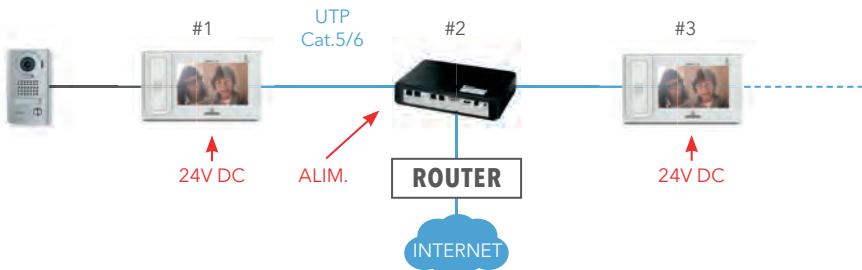 #1
UTP
Cat.5/6
#2
#3
24V DC
ALIM.
24V DC
ROUTER
INTERNET